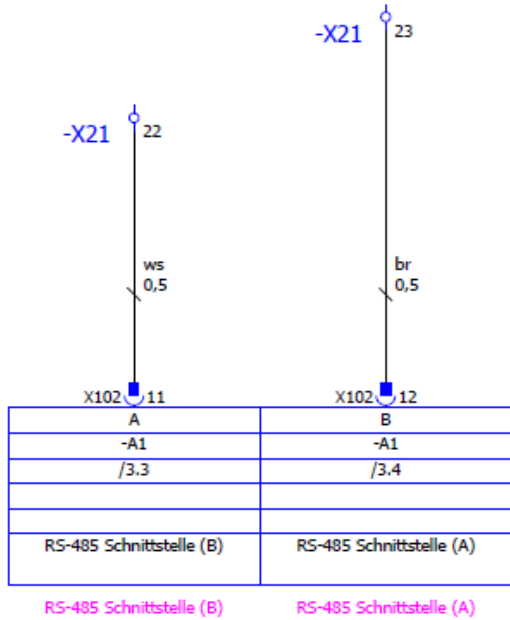 -X21 23
-X21 22
ws
0,5
br
0,5
X102 11
X102 12
A B
-A1 -A1
/3.3 /3.4
RS-485 Schnittstelle (B) RS-485 Schnittstelle (A)
RS-485 Schnittstelle (B) RS-485 Schnittstelle (A)